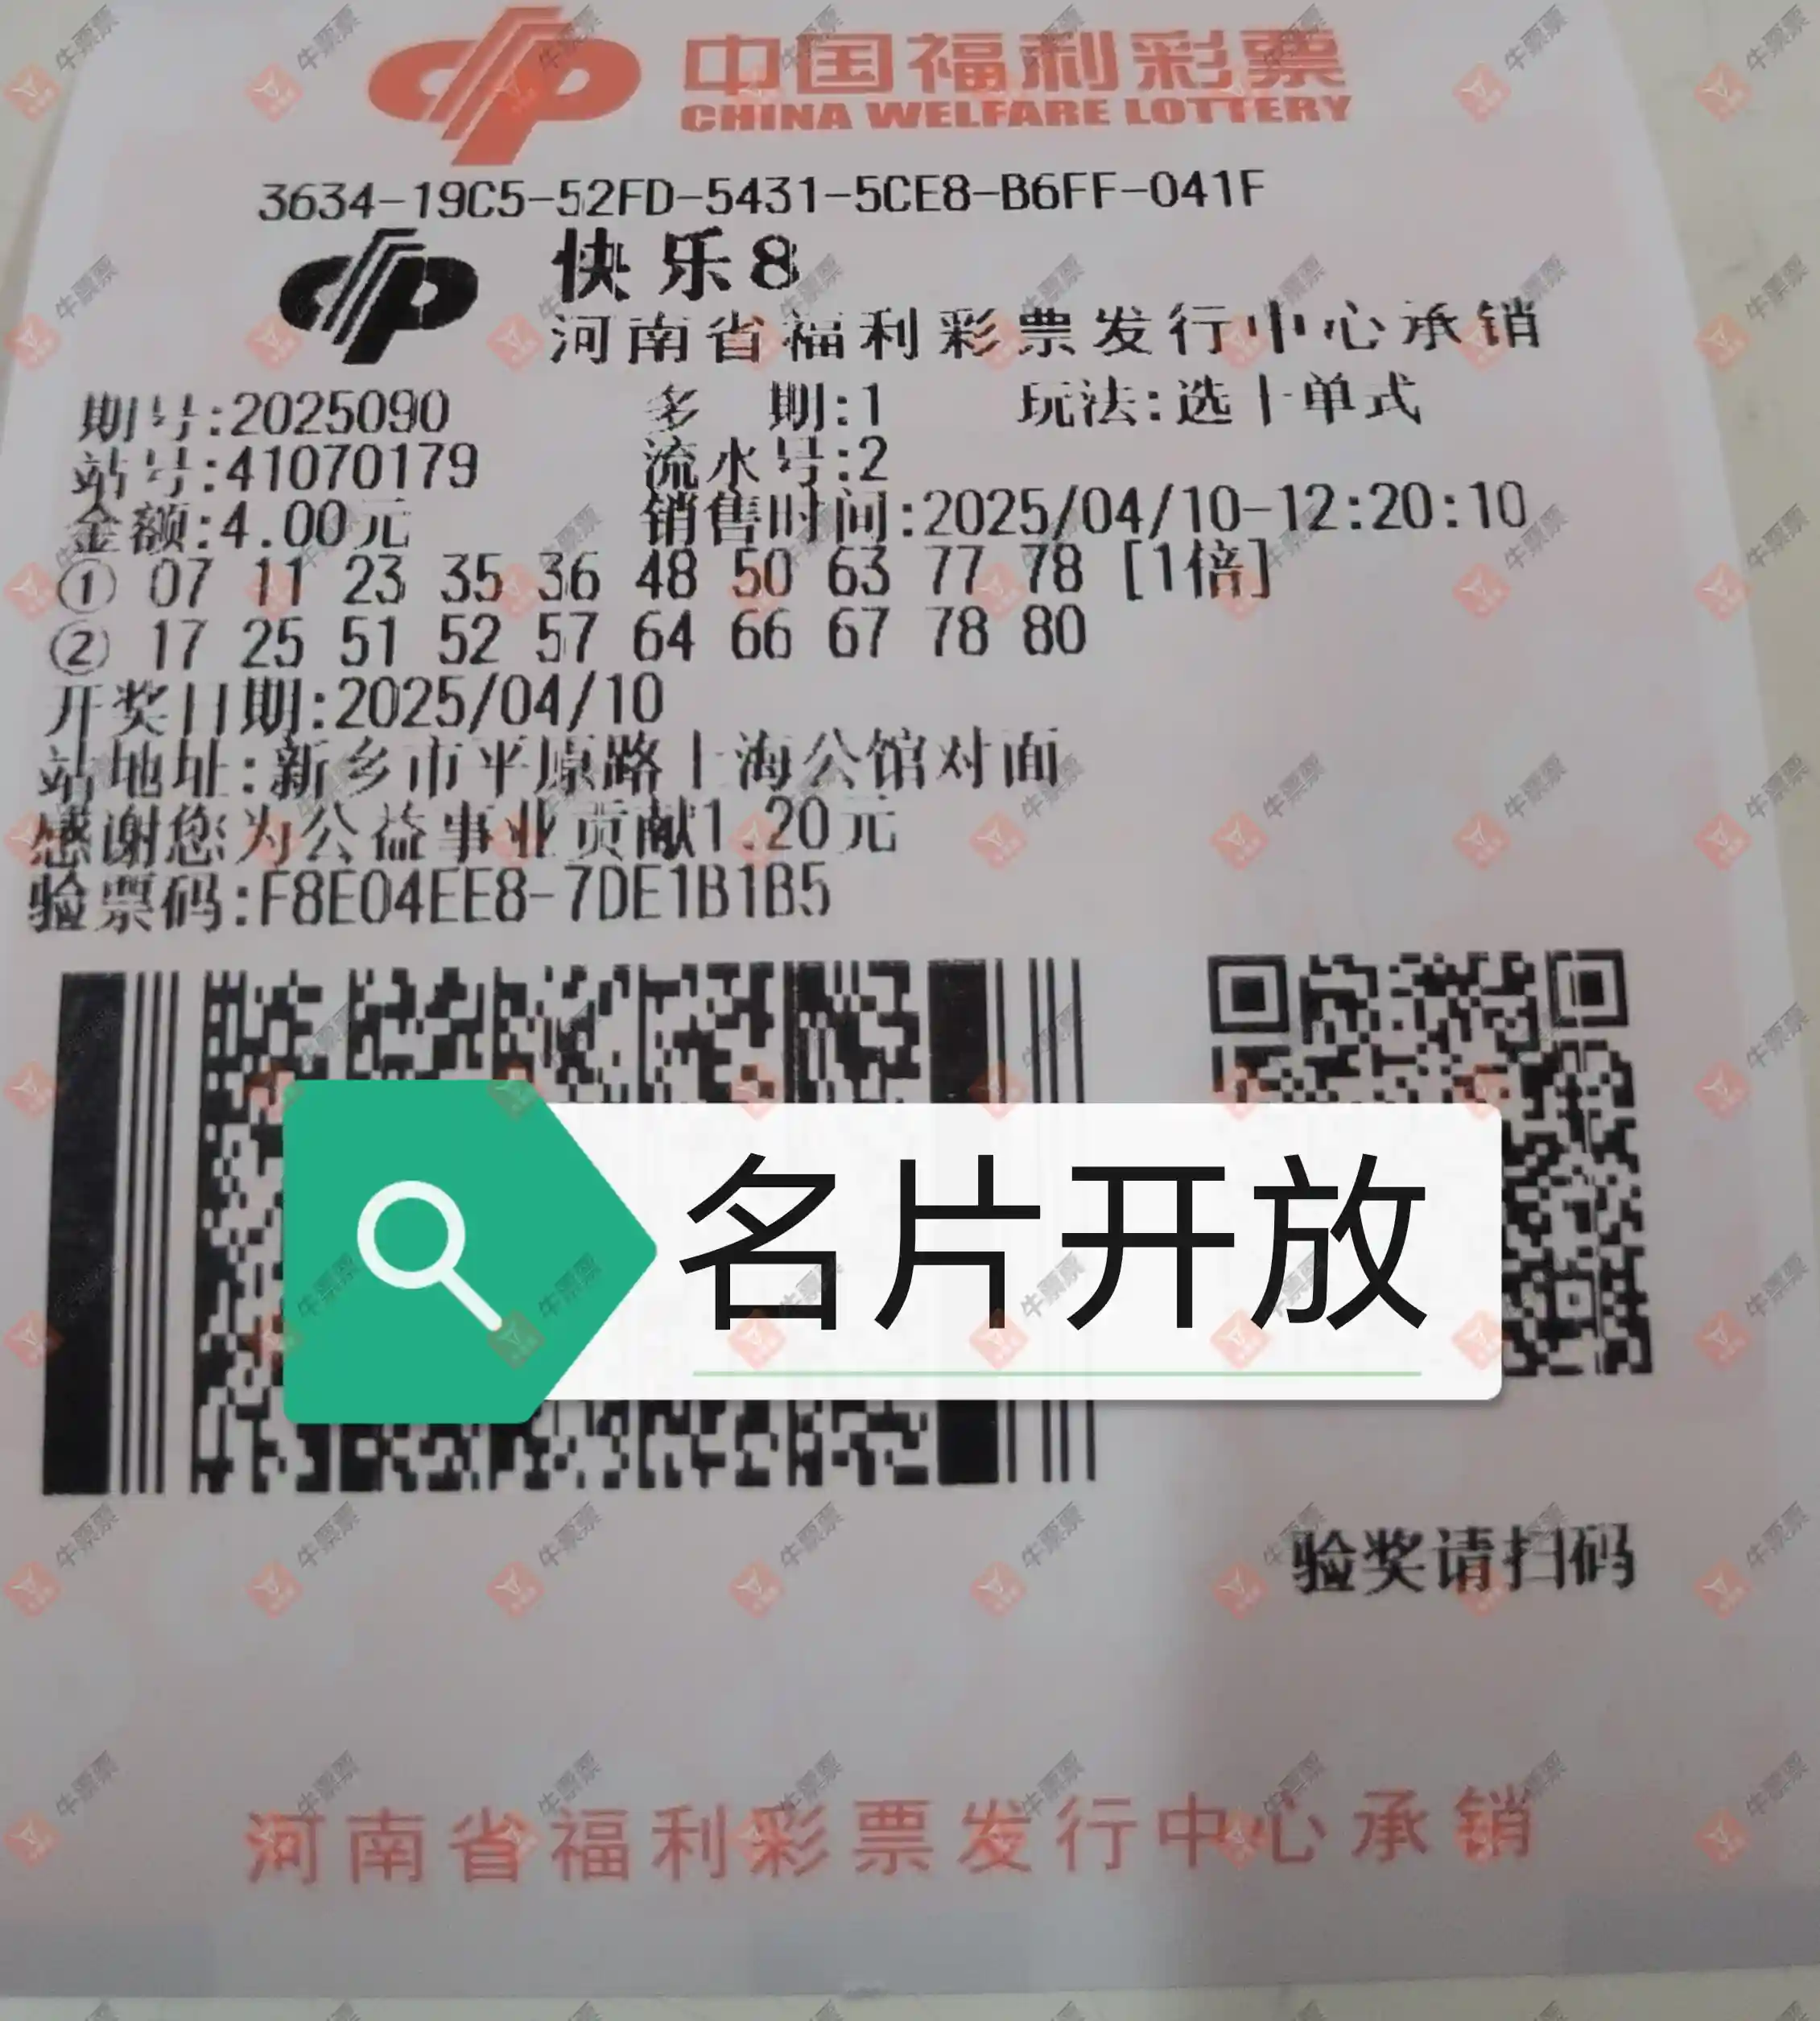 中国福利彩票
CHINA WELFARE LOTTERY
3634-19C5-52FD-5431-5CE8-B6FF-041F
快乐8
河南省福利彩票发行中心承销
期号:2025090 多 期:1 玩法:选十单式
站号:41070179 流水号:2
金额:4.00元 销售时间:2025/04/10-12:20:10
① 07 11 23 35 36 48 50 63 77 78 [1倍]
② 17 25 51 52 57 64 66 67 78 80
开奖日期:2025/04/10
站地址:新乡市平原路上海公馆对面
感谢您为公益事业贡献1.20元
验票码:F8E04EE8-7DE1B1B5
名片开放
验奖请扫码
河南省福利彩票发行中心承销
牛票票